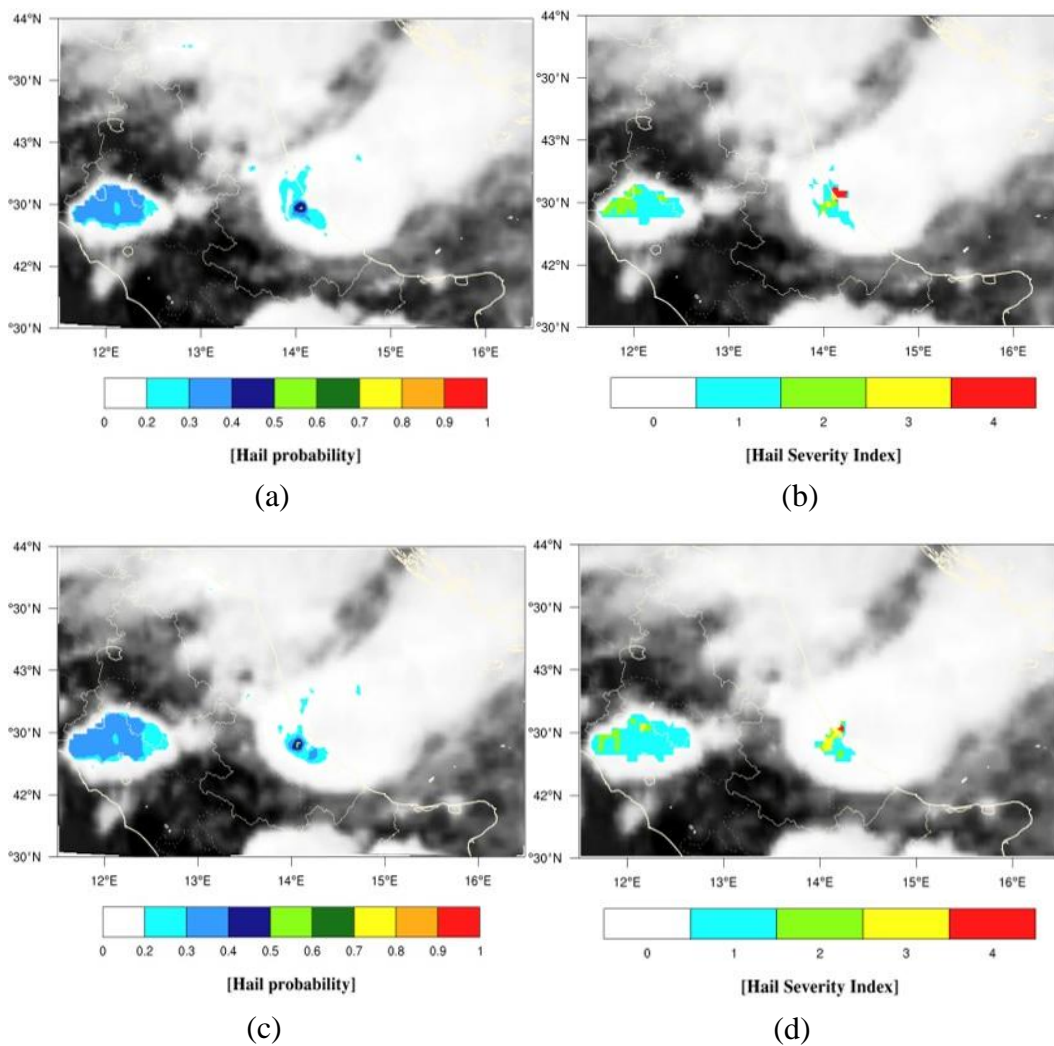 44°N
°30'N
43°N
°30'N
42°N
°30'N
12°E 13°E 14°E 15°E 16°E
0 0.2 0.3 0.4 0.5 0.6 0.7 0.8 0.9 1
[Hail probability]
(a)
44°N
°30'N
43°N
°30'N
42°N
°30'N
12°E 13°E 14°E 15°E 16°E
0 1 2 3 4
[Hail Severity Index]
(b)
44°N
°30'N
43°N
°30'N
42°N
°30'N
12°E 13°E 14°E 15°E 16°E
0 0.2 0.3 0.4 0.5 0.6 0.7 0.8 0.9 1
[Hail probability]
(c)
44°N
°30'N
43°N
°30'N
42°N
°30'N
12°E 13°E 14°E 15°E 16°E
0 1 2 3 4
[Hail Severity Index]
(d)